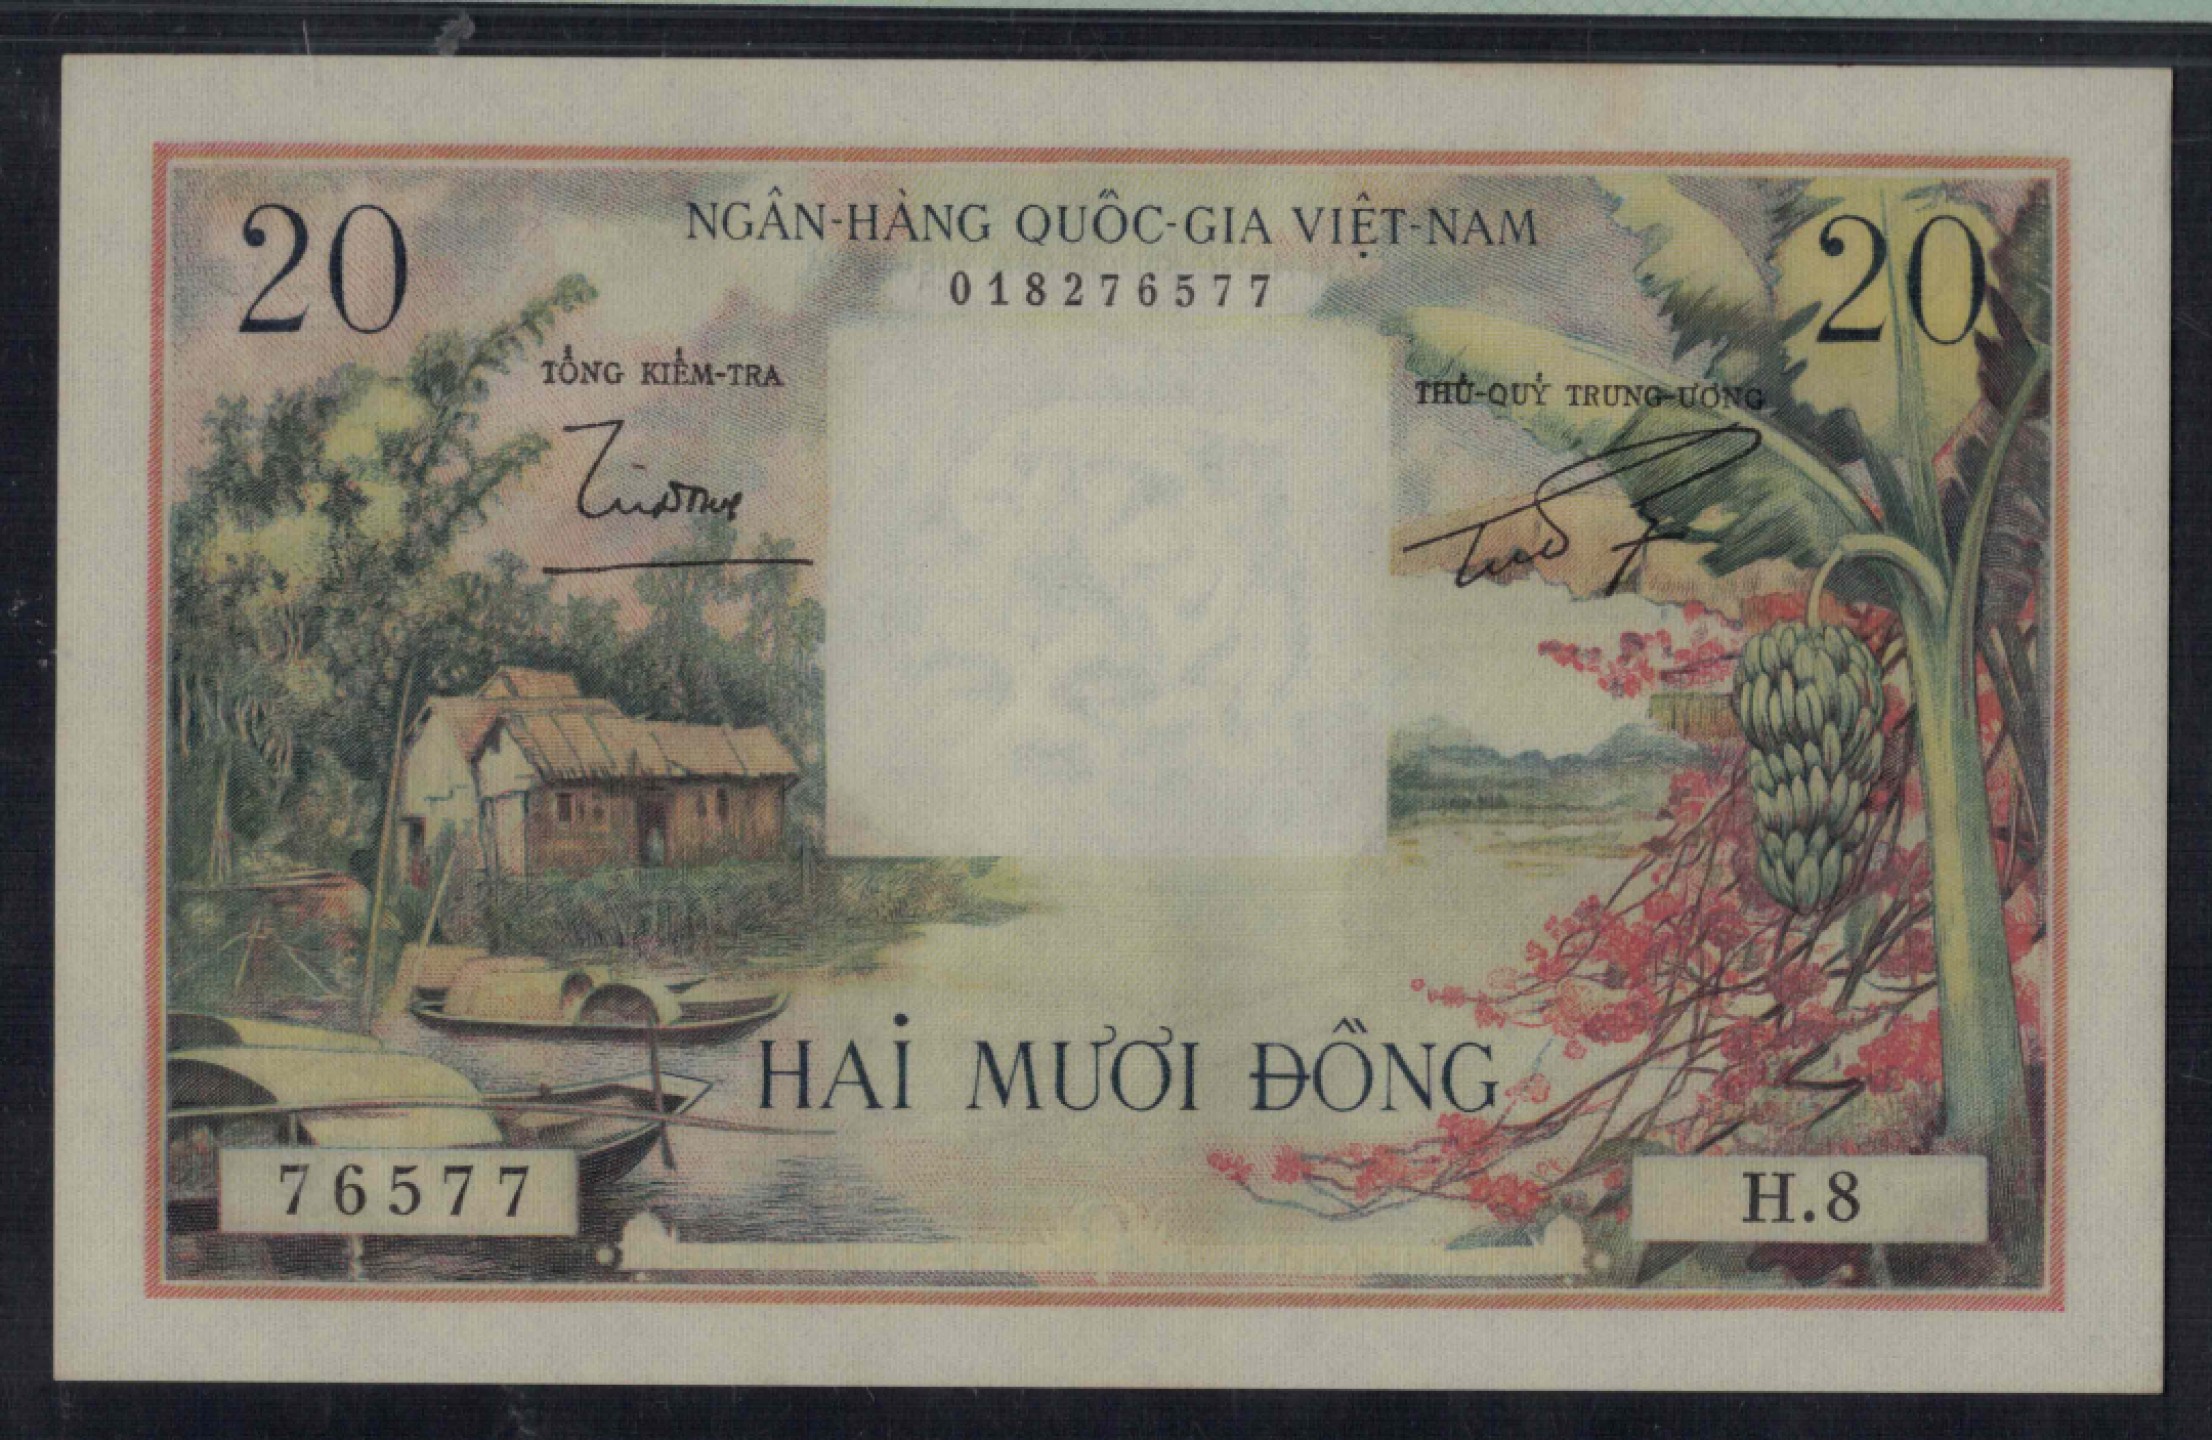 20
NGÂN-HÀNG QUỐC-GIA VIỆT-NAM
20
018276577
TỔNG KIỂM-TRA
THỦ-QUỸ TRUNG-ƯƠNG
HAI MƯƠI ĐỒNG
76577
H.8